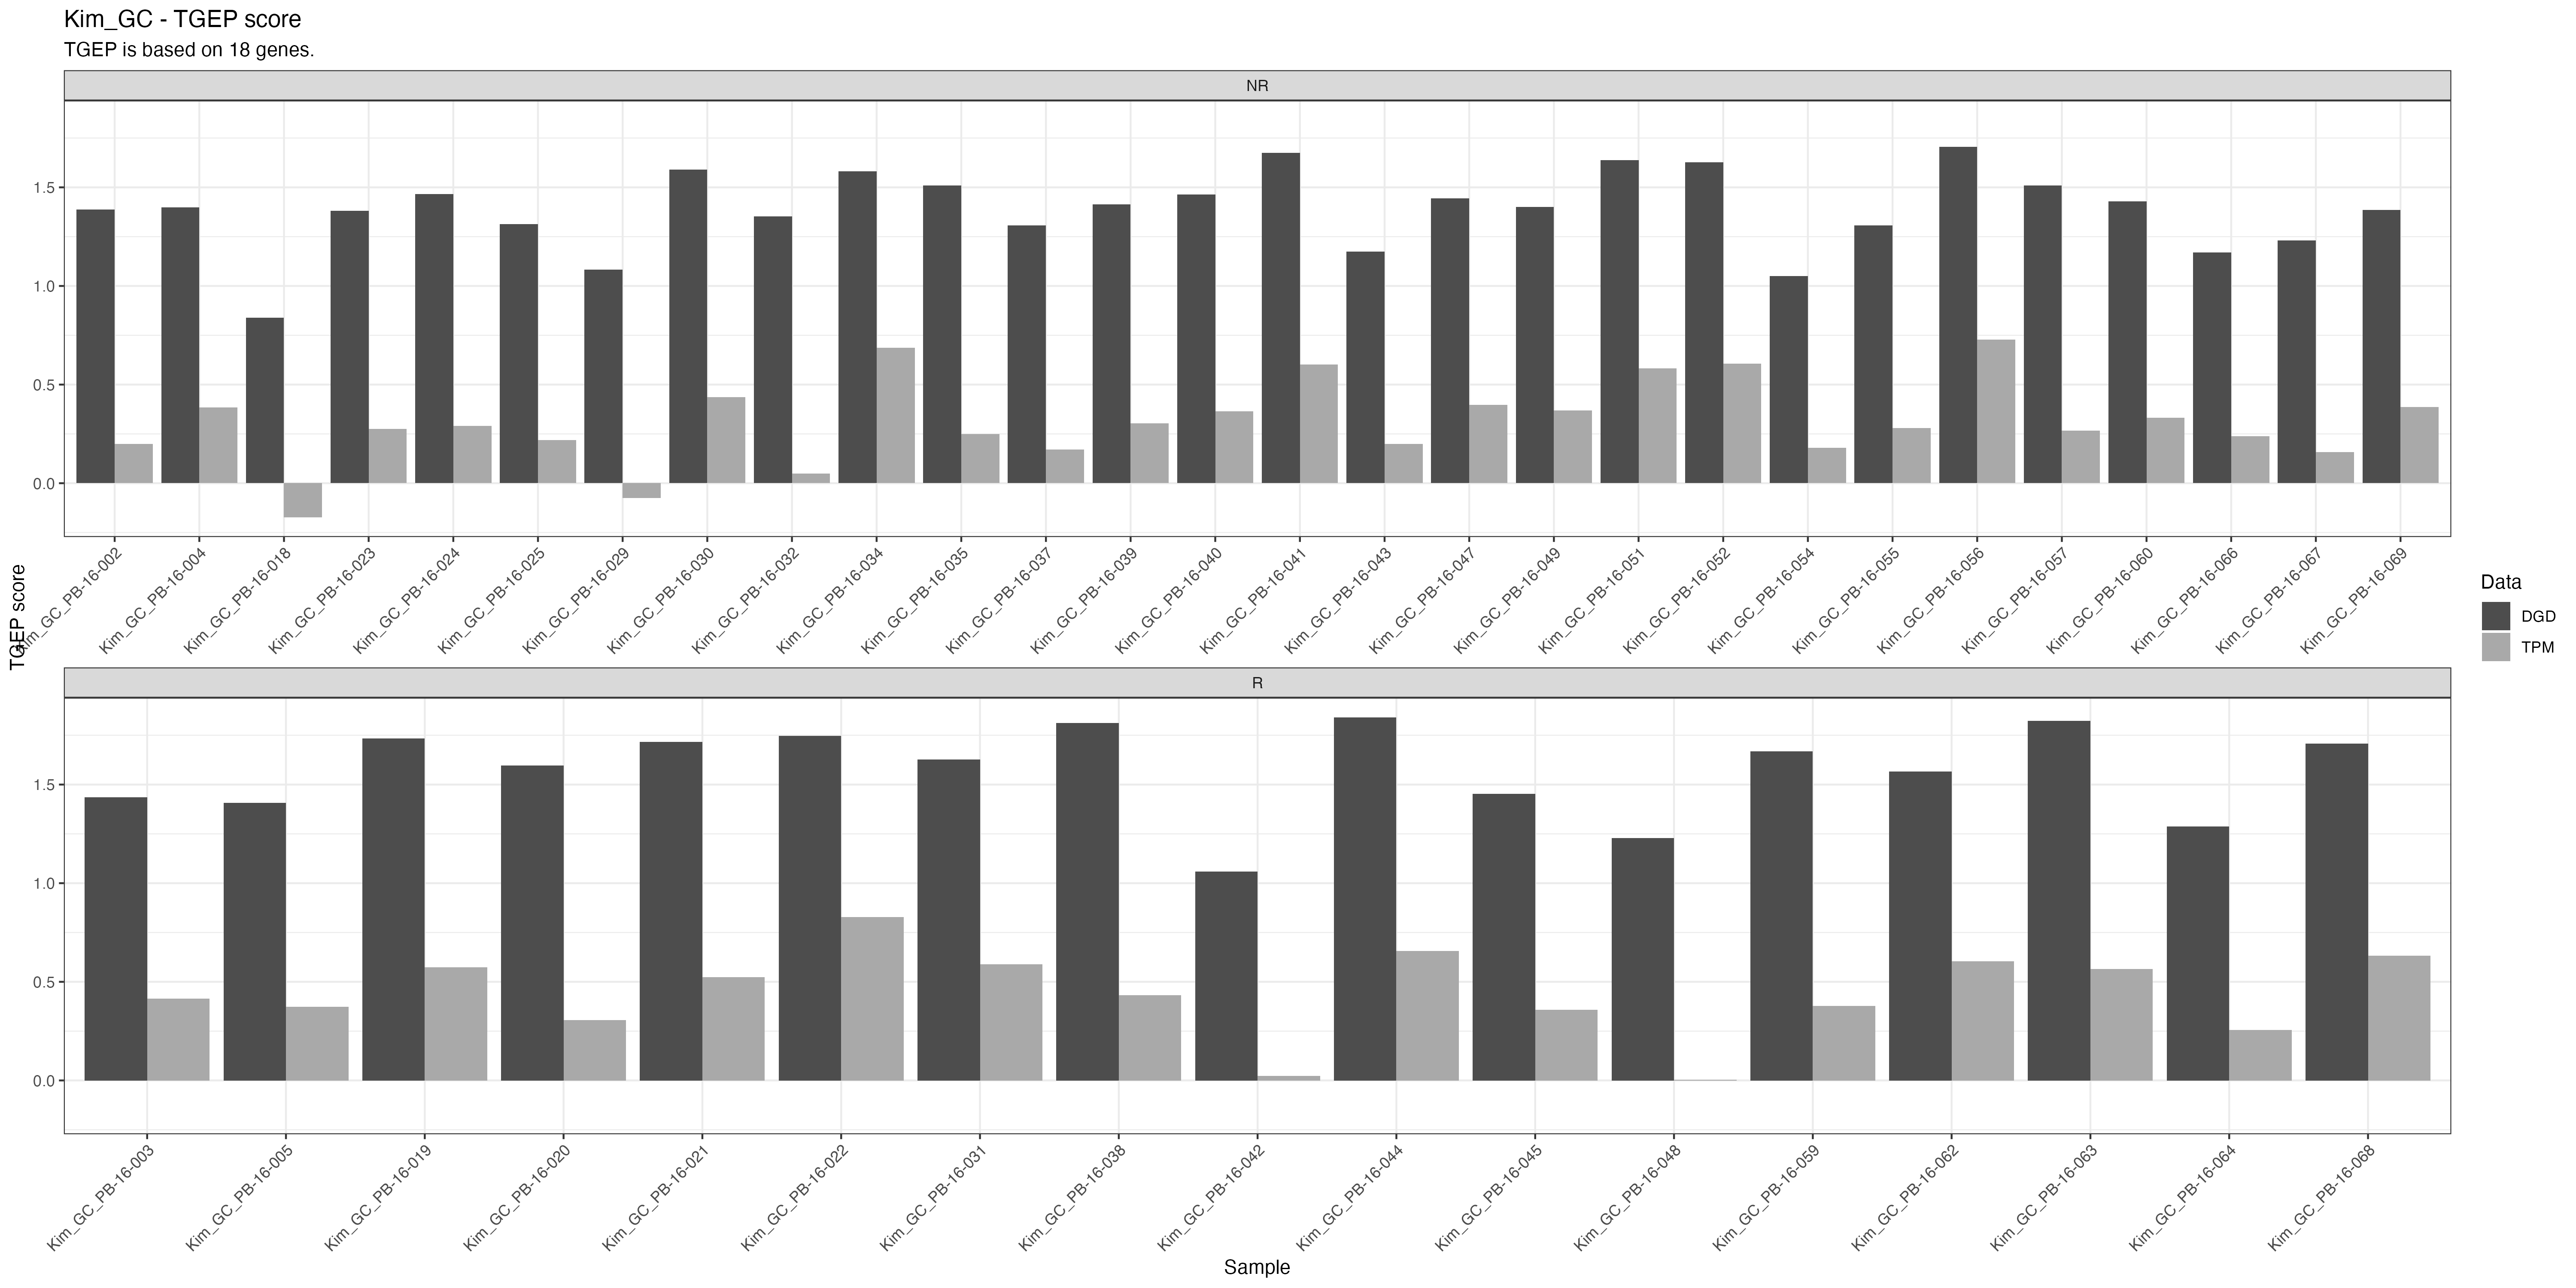 Kim_GC - TGEP score
TGEP is based on 18 genes.
NR
1.5
1.0
0.5
0.0
Kim_GC_PB-16-002
Kim_GC_PB-16-004
Kim_GC_PB-16-018
Kim_GC_PB-16-023
Kim_GC_PB-16-024
Kim_GC_PB-16-025
Kim_GC_PB-16-029
Kim_GC_PB-16-030
Kim_GC_PB-16-032
Kim_GC_PB-16-034
Kim_GC_PB-16-035
Kim_GC_PB-16-037
Kim_GC_PB-16-039
Kim_GC_PB-16-040
Kim_GC_PB-16-041
Kim_GC_PB-16-043
Kim_GC_PB-16-047
Kim_GC_PB-16-049
Kim_GC_PB-16-051
Kim_GC_PB-16-052
Kim_GC_PB-16-054
Kim_GC_PB-16-055
Kim_GC_PB-16-056
Kim_GC_PB-16-057
Kim_GC_PB-16-060
Kim_GC_PB-16-066
Kim_GC_PB-16-067
Kim_GC_PB-16-069
TGEP score
R
1.5
1.0
0.5
0.0
Kim_GC_PB-16-003
Kim_GC_PB-16-005
Kim_GC_PB-16-019
Kim_GC_PB-16-020
Kim_GC_PB-16-021
Kim_GC_PB-16-022
Kim_GC_PB-16-031
Kim_GC_PB-16-038
Kim_GC_PB-16-042
Kim_GC_PB-16-044
Kim_GC_PB-16-045
Kim_GC_PB-16-048
Kim_GC_PB-16-059
Kim_GC_PB-16-062
Kim_GC_PB-16-063
Kim_GC_PB-16-064
Kim_GC_PB-16-068
Sample
Data
DGD
TPM